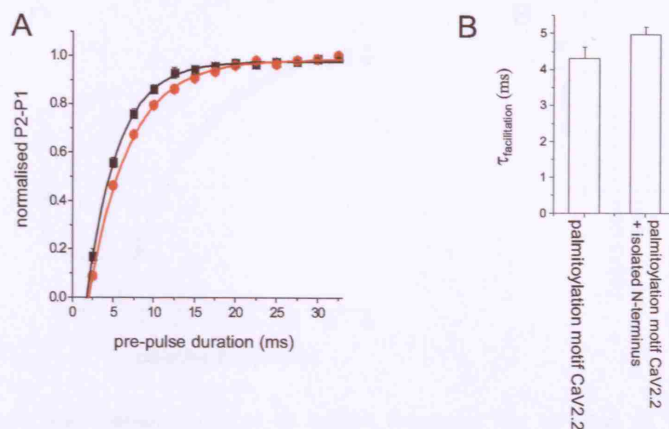 A
normalised P2-P1
1.0
0.8
0.6
0.4
0.2
0.0
0
5
10
15
20
25
30
pre-pulse duration (ms)
B
τfacilitation (ms)
5
4
3
2
1
0
palmitoylation motif CaV2.2
palmitoylation motif CaV2.2
+ isolated N-terminus